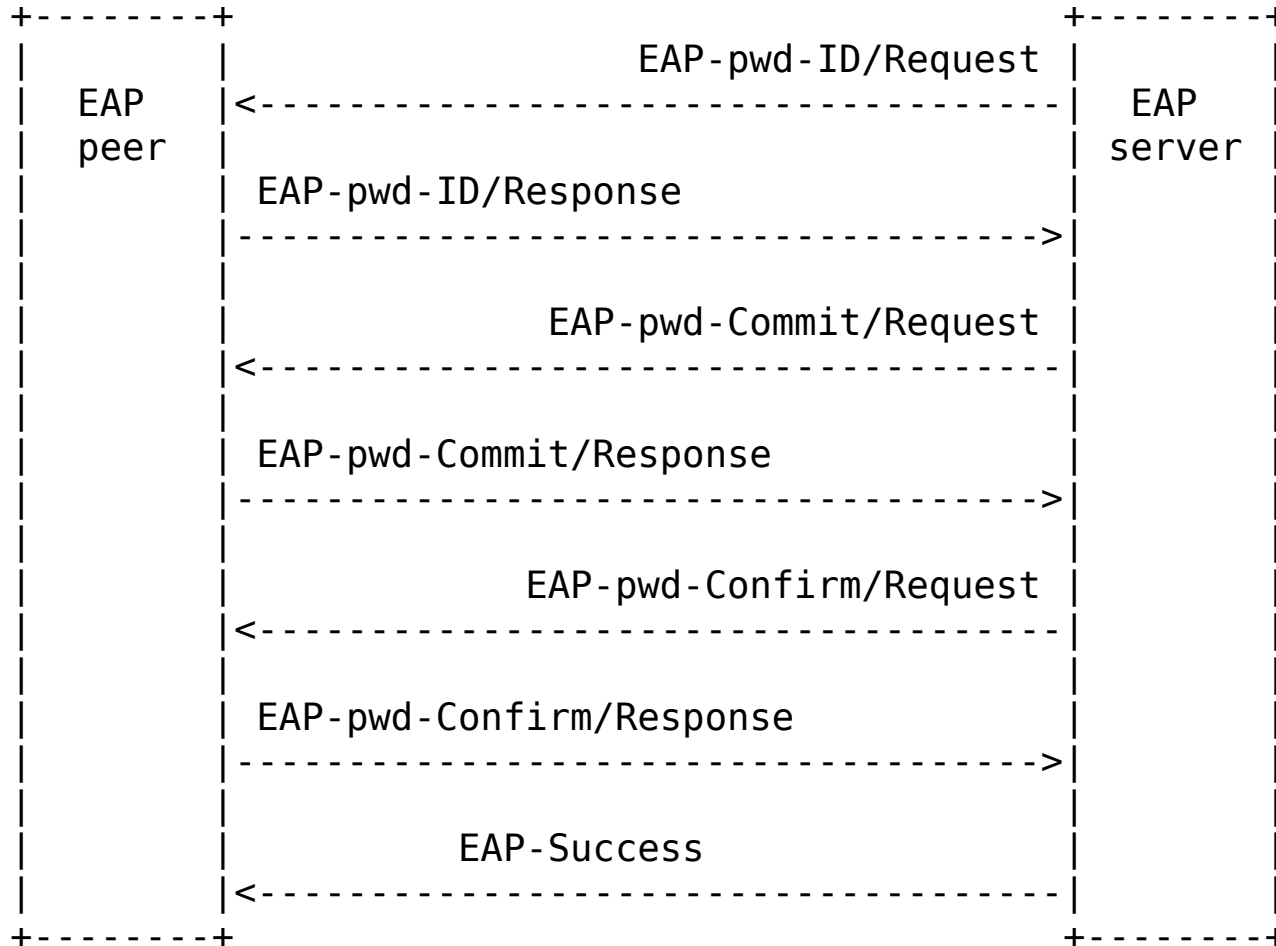 EAP-pwd-ID/Request
EAP EAP
peer server
EAP-pwd-ID/Response
EAP-pwd-Commit/Request
EAP-pwd-Commit/Response
EAP-pwd-Confirm/Request
EAP-pwd-Confirm/Response
EAP-Success